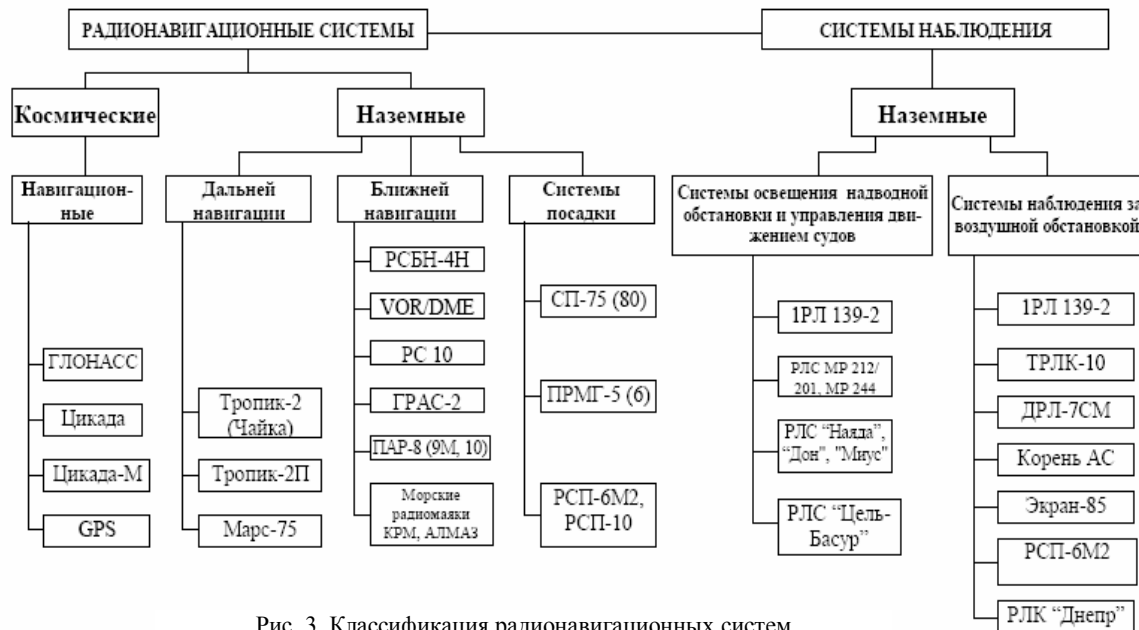 РАДИОНАВИГАЦИОННЫЕ СИСТЕМЫ
СИСТЕМЫ НАБЛЮДЕНИЯ
Космические
Наземные
Наземные
Навигацион-
ные
Дальней
навигации
Ближней
навигации
Системы
посадки
Системы освещения надводной
обстановки и управления дви-
жением судов
Системы наблюдения за
воздушной обстановкой
ГЛОНАСС
Цикада
Цикада-М
GPS
Тропик-2
(Чайка)
Тропик-2П
Марс-75
РСБН-4Н
VOR/DME
РС 10
ГРАС-2
ПАР-8 (9М, 10)
Морские
радиомаяки
КРМ, АЛМАЗ
СП-75 (80)
ПРМГ-5 (6)
РСП-6М2,
РСП-10
1РЛ 139-2
РЛС МР 212/
201, МР 244
РЛС “Наяда”,
“Дон”, "Миус"
РЛС “Цель-
Басур”
1РЛ 139-2
ТРЛК-10
ДРЛ-7СМ
Корень АС
Экран-85
РСП-6М2
РЛК “Днепр”
Рис. 3. Классификация радионавигационных систем